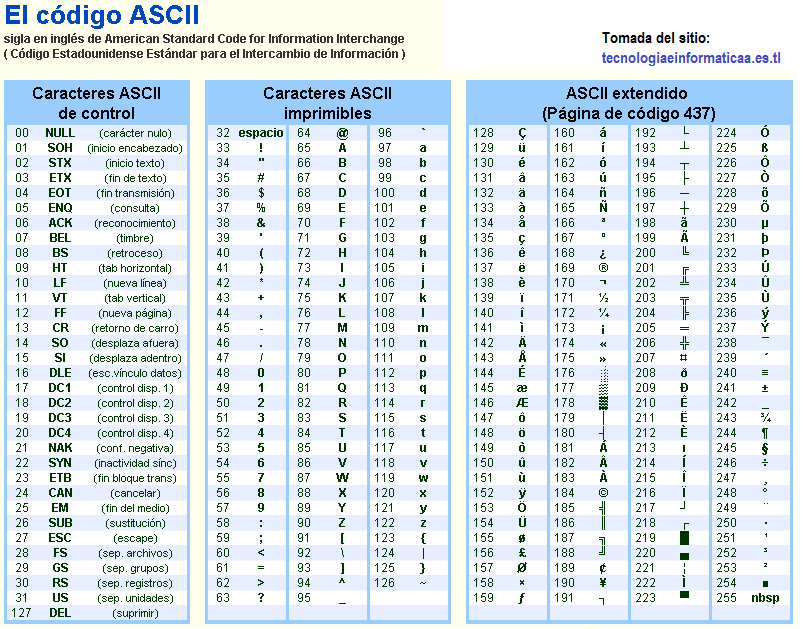 El código ASCII
sigla en inglés de American Standard Code for Information Interchange
( Código Estadounidense Estándar para el Intercambio de Información )
Tomada del sitio:
tecnologiaeinformaticaa.es.tl
Caracteres ASCII
de control
00 NULL (carácter nulo)
01 SOH (inicio encabezado)
02 STX (inicio texto)
03 ETX (fin de texto)
04 EOT (fin transmisión)
05 ENQ (consulta)
06 ACK (reconocimiento)
07 BEL (timbre)
08 BS (retroceso)
09 HT (tab horizontal)
10 LF (nueva línea)
11 VT (tab vertical)
12 FF (nueva página)
13 CR (retorno de carro)
14 SO (desplaza afuera)
15 SI (desplaza adentro)
16 DLE (esc.vínculo datos)
17 DC1 (control disp. 1)
18 DC2 (control disp. 2)
19 DC3 (control disp. 3)
20 DC4 (control disp. 4)
21 NAK (conf. negativa)
22 SYN (inactividad sínc)
23 ETB (fin bloque trans)
24 CAN (cancelar)
25 EM (fin del medio)
26 SUB (sustitución)
27 ESC (escape)
28 FS (sep. archivos)
29 GS (sep. grupos)
30 RS (sep. registros)
31 US (sep. unidades)
127 DEL (suprimir)
Caracteres ASCII
imprimibles
32 espacio 64 @ 96 `
33 ! 65 A 97 a
34 " 66 B 98 b
35 # 67 C 99 c
36 $ 68 D 100 d
37 % 69 E 101 e
38 & 70 F 102 f
39 ' 71 G 103 g
40 ( 72 H 104 h
41 ) 73 I 105 i
42 * 74 J 106 j
43 + 75 K 107 k
44 , 76 L 108 l
45 - 77 M 109 m
46 . 78 N 110 n
47 / 79 O 111 o
48 0 80 P 112 p
49 1 81 Q 113 q
50 2 82 R 114 r
51 3 83 S 115 s
52 4 84 T 116 t
53 5 85 U 117 u
54 6 86 V 118 v
55 7 87 W 119 w
56 8 88 X 120 x
57 9 89 Y 121 y
58 : 90 Z 122 z
59 ; 91 [ 123 {
60 < 92 \ 124 |
61 = 93 ] 125 }
62 > 94 ^ 126 ~
63 ? 95 _
ASCII extendido
(Página de código 437)
128 Ç 160 á 192 └ 224 Ó
129 ü 161 í 193 ┴ 225 ß
130 é 162 ó 194 ┬ 226 Ô
131 â 163 ú 195 ├ 227 Ò
132 ä 164 ñ 196 ─ 228 õ
133 à 165 Ñ 197 ┼ 229 Õ
134 å 166 ª 198 ã 230 µ
135 ç 167 º 199 Ã 231 þ
136 ê 168 ¿ 200 ╚ 232 Þ
137 ë 169 ® 201 ╔ 233 Ú
138 è 170 ¬ 202 ╩ 234 Û
139 ï 171 ½ 203 ╦ 235 Ù
140 î 172 ¼ 204 ╠ 236 ý
141 ì 173 ¡ 205 ═ 237 Ý
142 Ä 174 « 206 ╬ 238 ¯
143 Å 175 » 207 ¤ 239 ´
144 É 176 ░ 208 ð 240 ≡
145 æ 177 ▒ 209 Ð 241 ±
146 Æ 178 ▓ 210 Ê 242 _
147 ô 179 │ 211 Ë 243 ¾
148 ö 180 ┤ 212 È 244 ¶
149 ò 181 Á 213 ı 245 §
150 û 182 Â 214 Í 246 ÷
151 ù 183 À 215 Î 247 ¸
152 ÿ 184 © 216 Ï 248 °
153 Ö 185 ╣ 217 ┘ 249 ¨
154 Ü 186 ║ 218 ┌ 250 ·
155 ø 187 ╗ 219 █ 251 ¹
156 £ 188 ╝ 220 ▄ 252 ³
157 Ø 189 ¢ 221 ¦ 253 ²
158 × 190 ¥ 222 Ì 254 ■
159 ƒ 191 ┐ 223 ▀ 255 nbsp